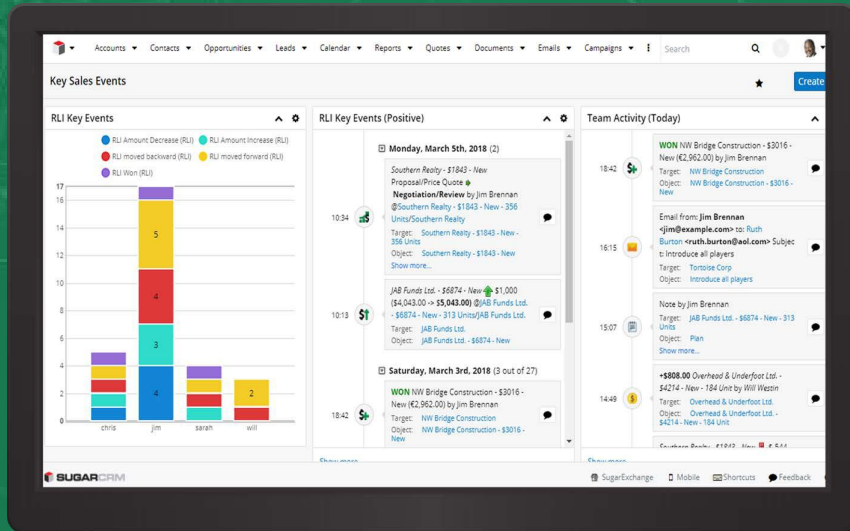 Accounts Contacts Opportunities Leads Calendar Reports Quotes Documents Emails Campaigns Search
Key Sales Events
Create
RLI Key Events
RLI Amount Decrease (RLI) RLI Amount Increase (RLI)
RLI moved backward (RLI) RLI moved forward (RLI)
RLI Won (RLI)
17
16
14
12
10
8
6
4
2
0
5
4
3
4
2
chris jim sarah will
RLI Key Events (Positive)
Monday, March 5th, 2018 (2)
10:34
Southern Realty - $1843 - New
Proposal/Price Quote
Negotiation/Review by Jim Brennan
@Southern Realty - $1843 - New - 356
Units/Southern Realty
Target: Southern Realty - $1843 - New -
356 Units
Object: Southern Realty - $1843 - New
Show more...
10:13
JAB Funds Ltd. - $6874 - New $1,000
($4,043.00 -> $5,043.00) @JAB Funds Ltd.
- $6874 - New - 313 Units/JAB Funds Ltd.
Target: JAB Funds Ltd.
Object: JAB Funds Ltd. - $6874 - New
Saturday, March 3rd, 2018 (3 out of 27)
18:42
WON NW Bridge Construction - $3016 -
New (€2,962.00) by Jim Brennan
Target: NW Bridge Construction
Object: NW Bridge Construction - $3016 -
New
Show more
Team Activity (Today)
18:42
WON NW Bridge Construction - $3016 -
New (€2,962.00) by Jim Brennan
Target: NW Bridge Construction
Object: NW Bridge Construction - $3016 -
New
16:15
Email from: Jim Brennan
<jim@example.com> to: Ruth
Burton <ruth.burton@aol.com> Subjec
t: Introduce all players
Target: Tortoise Corp
Object: Introduce all players
15:07
Note by Jim Brennan
Target: JAB Funds Ltd. - $6874 - New - 313
Units
Object: Plan
Show more...
14:49
+$808.00 Overhead & Underfoot Ltd. -
$4214 - New - 184 Unit by Will Westin
Target: Overhead & Underfoot Ltd.
Object: Overhead & Underfoot Ltd. -
$4214 - New - 184 Unit
Southern Realty - $1843 - New
Show more
SUGARCRM
SugarExchange Mobile Shortcuts Feedback